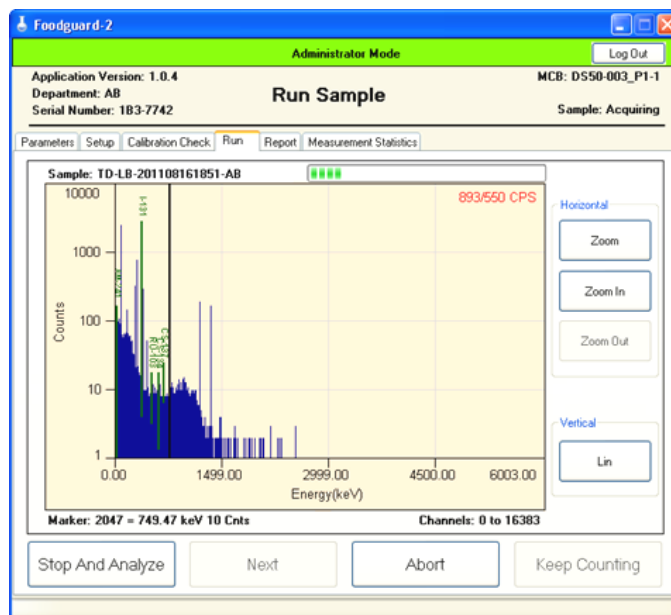 Foodguard-2
Administrator Mode
Log Out
Application Version: 1.0.4
Department: AB
Serial Number: 1B3-7742
Run Sample
MCB: DS50-003_P1-1
Sample: Acquiring
Parameters Setup Calibration Check Run Report Measurement Statistics
Sample: TD-LB-201108161851-AB
893/550 CPS
10000
1000
100
10
1
Counts
I-131
0.00 1499.00 2999.00 4500.00 6003.00
Energy(keV)
Marker: 2047 = 749.47 keV 10 Cnts
Channels: 0 to 16383
Horizontal
Zoom
Zoom In
Zoom Out
Vertical
Lin
Stop And Analyze
Next
Abort
Keep Counting